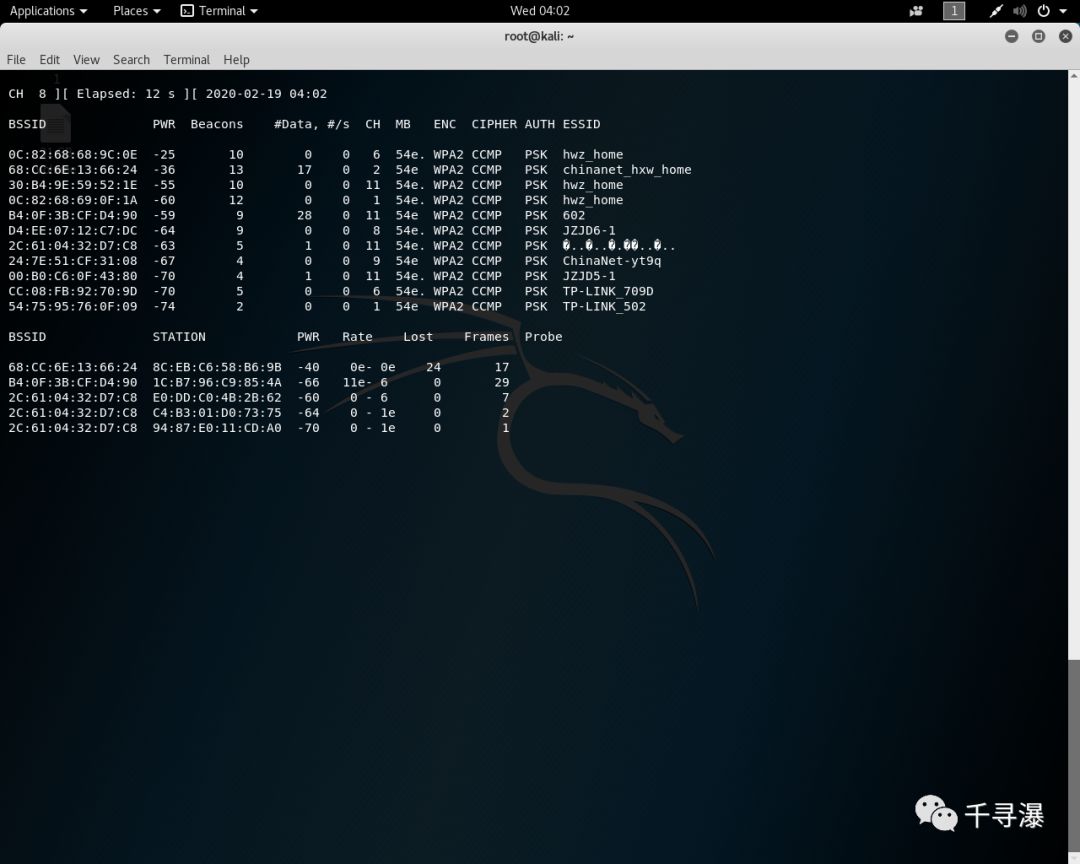 Applications Places Terminal Wed 04:02 1
root@kali: ~
File Edit View Search Terminal Help
1
CH 8 ][ Elapsed: 12 s ][ 2020-02-19 04:02
BSSID PWR Beacons #Data, #/s CH MB ENC CIPHER AUTH ESSID
0C:82:68:68:9C:0E -25 10 0 0 6 54e. WPA2 CCMP PSK hwz_home
68:CC:6E:13:66:24 -36 13 17 0 2 54e WPA2 CCMP PSK chinanet_hxw_home
30:B4:9E:59:52:1E -55 10 0 0 11 54e. WPA2 CCMP PSK hwz_home
0C:82:68:69:0F:1A -60 12 0 0 1 54e. WPA2 CCMP PSK hwz_home
B4:0F:3B:CF:D4:90 -59 9 28 0 11 54e WPA2 CCMP PSK 602
D4:EE:07:12:C7:DC -64 9 0 0 8 54e. WPA2 CCMP PSK JZJD6-1
2C:61:04:32:D7:C8 -63 5 1 0 11 54e. WPA2 CCMP PSK �..�..�.��..�..
24:7E:51:CF:31:08 -67 4 0 0 9 54e WPA2 CCMP PSK ChinaNet-yt9q
00:B0:C6:0F:43:80 -70 4 1 0 11 54e. WPA2 CCMP PSK JZJD5-1
CC:08:FB:92:70:9D -70 5 0 0 6 54e. WPA2 CCMP PSK TP-LINK_709D
54:75:95:76:0F:09 -74 2 0 0 1 54e WPA2 CCMP PSK TP-LINK_502
BSSID STATION PWR Rate Lost Frames Probe
68:CC:6E:13:66:24 8C:EB:C6:58:B6:9B -40 0e- 0e 24 17
B4:0F:3B:CF:D4:90 1C:B7:96:C9:85:4A -66 11e- 6 0 29
2C:61:04:32:D7:C8 E0:DD:C0:4B:2B:62 -60 0 - 6 0 7
2C:61:04:32:D7:C8 C4:B3:01:D0:73:75 -64 0 - 1e 0 2
2C:61:04:32:D7:C8 94:87:E0:11:CD:A0 -70 0 - 1e 0 1
千寻瀑